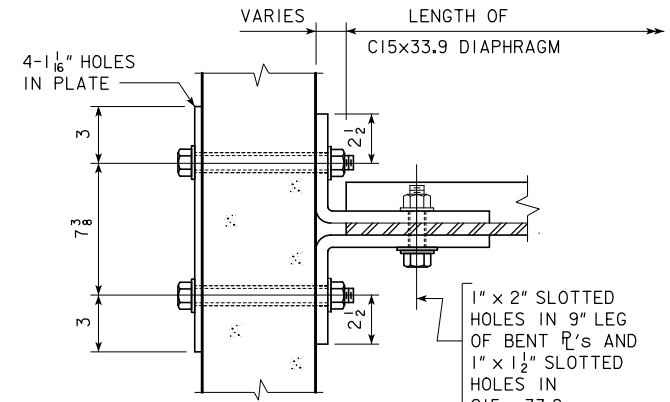 VARIES
LENGTH OF
C15x33.9 DIAPHRAGM
4-1 1/16" HOLES
IN PLATE
3
2 1/2
7 3/8
3
2 1/2
1" x 2" SLOTTED
HOLES IN 9" LEG
OF BENT ℄'s AND
1" x 1 1/2" SLOTTED
HOLES IN